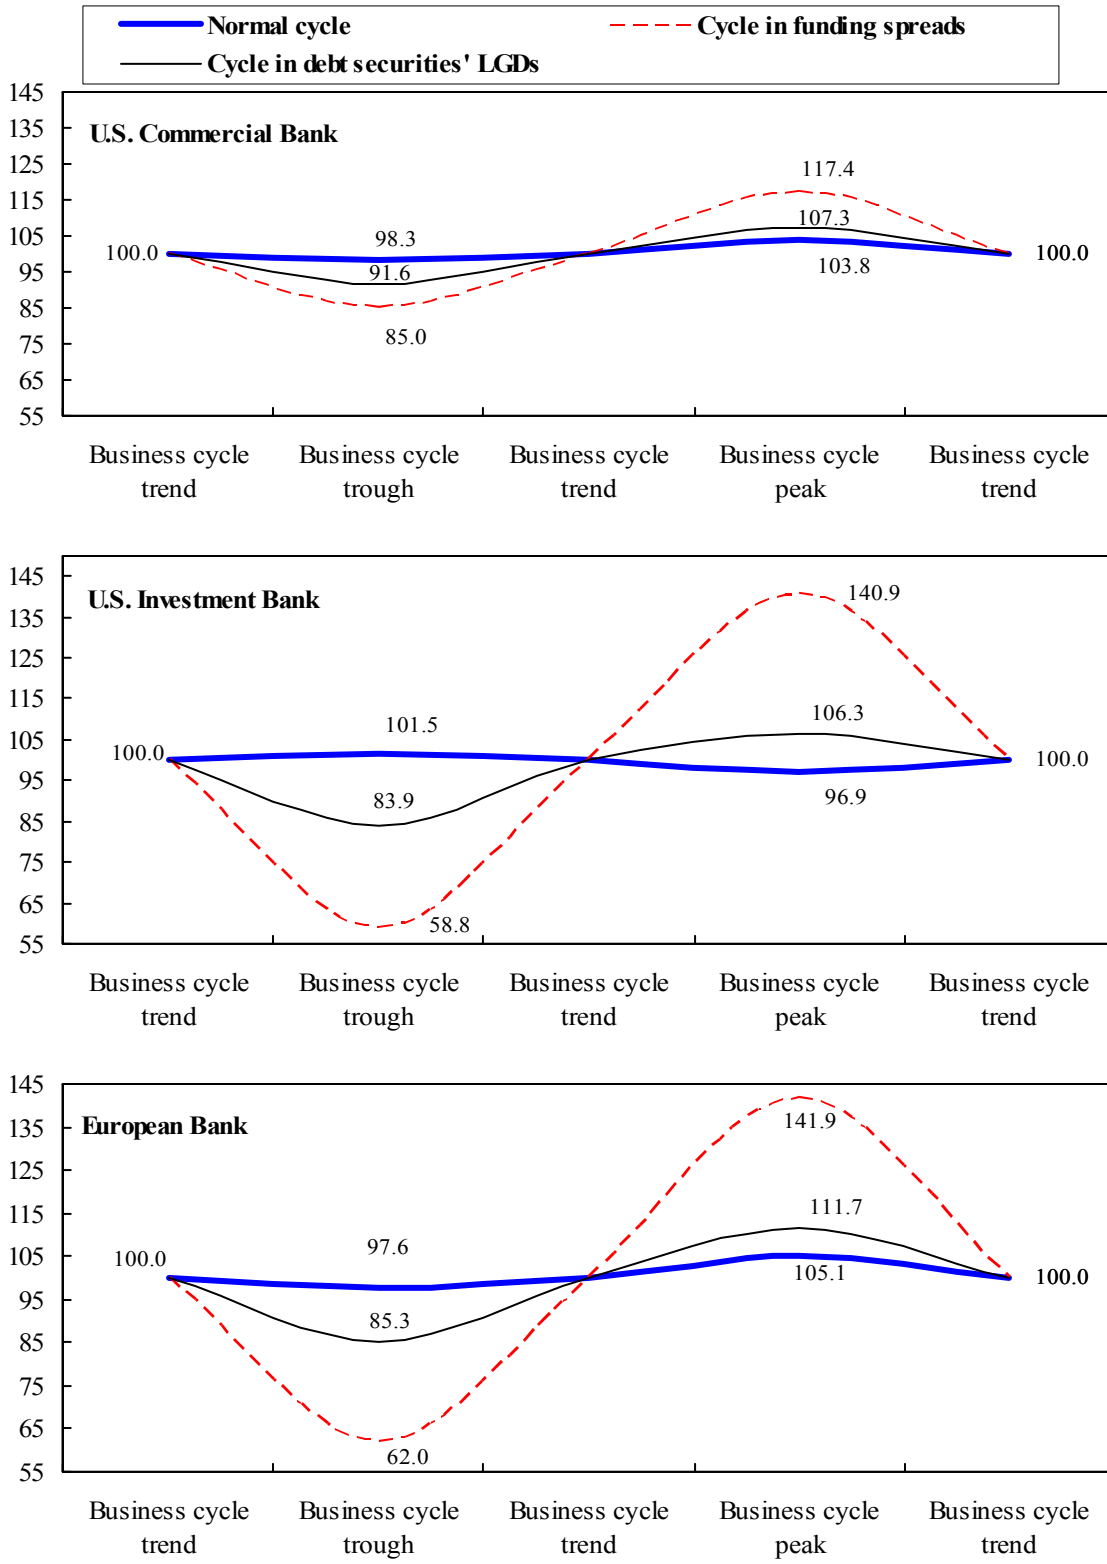 Normal cycle
Cycle in funding spreads
Cycle in debt securities' LGDs
145
135
125
115
105
95
85
75
65
55
U.S. Commercial Bank
117.4
107.3
98.3
100.0
91.6
103.8
100.0
85.0
Business cycle trend
Business cycle trough
Business cycle trend
Business cycle peak
Business cycle trend
145
135
125
115
105
95
85
75
65
55
U.S. Investment Bank
140.9
101.5
106.3
100.0
100.0
83.9
96.9
58.8
Business cycle trend
Business cycle trough
Business cycle trend
Business cycle peak
Business cycle trend
145
135
125
115
105
95
85
75
65
55
European Bank
141.9
111.7
97.6
100.0
105.1
100.0
85.3
62.0
Business cycle trend
Business cycle trough
Business cycle trend
Business cycle peak
Business cycle trend